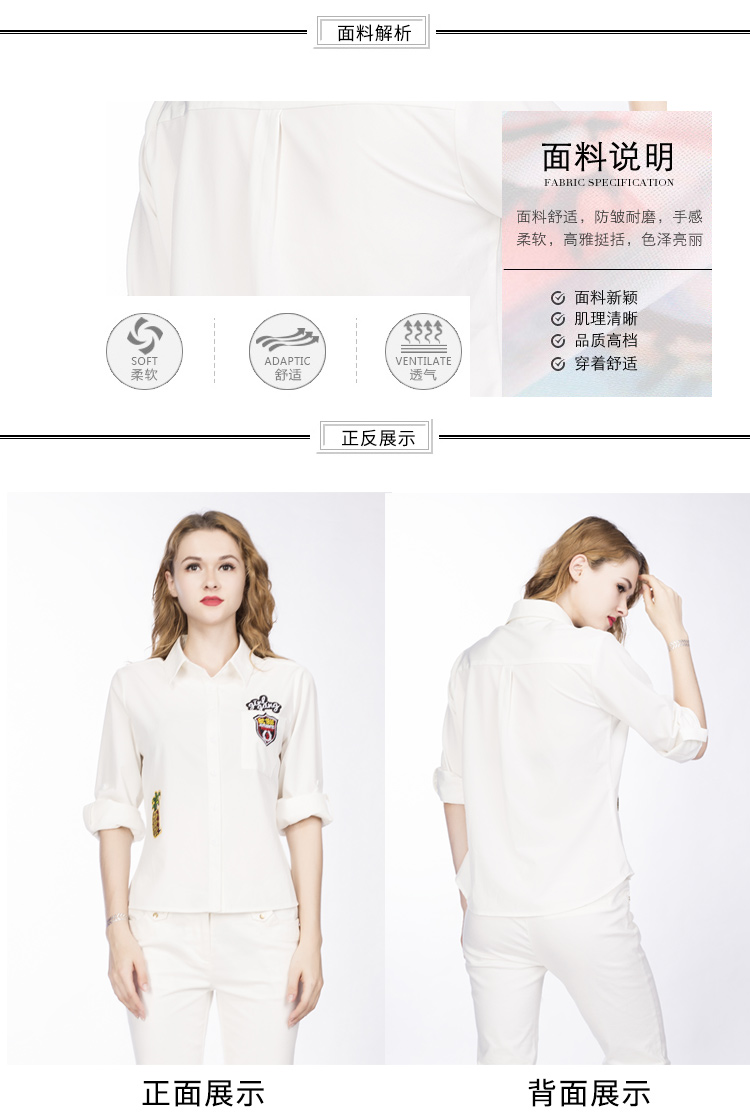 面料解析
面料说明
FABRIC SPECIFICATION
面料舒适，防皱耐磨，手感
柔软，高雅挺括，色泽亮丽
面料新颖
肌理清晰
品质高档
穿着舒适
SOFT
柔软
ADAPTIC
舒适
VENTILATE
透气
正反展示
正面展示
背面展示